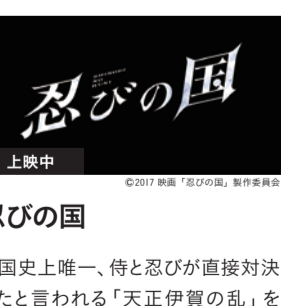 忍びの国
上映中
©2017 映画「忍びの国」製作委員会
忍びの国
国史上唯一、侍と忍びが直接対決
たと言われる「天正伊賀の乱」を